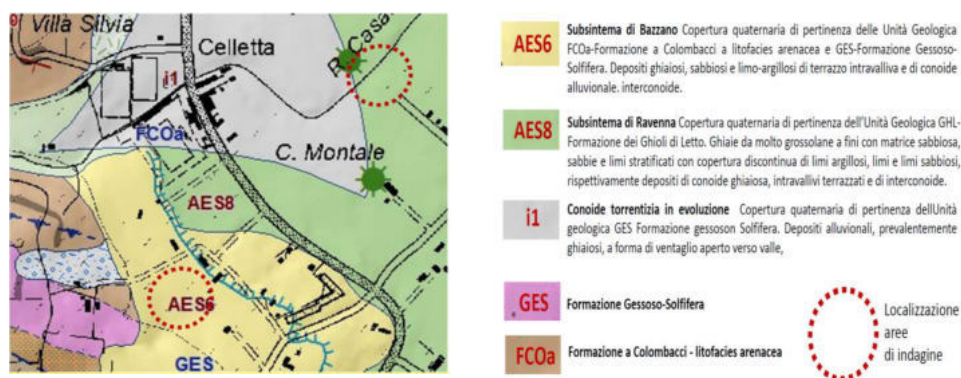 Villa Silvia
Celletta
R. Casa
i1
FCOa
C. Montale
AES8
AES6
GES
AES6
Subsintema di Bazzano Copertura quaternaria di pertinenza delle Unità Geologica
FCOa-Formazione a Colombacci a litofacies arenacea e GES-Formazione Gessoso-
Solfifera. Depositi ghiaiosi, sabbiosi e limo-argillosi di terrazzo intravalliva e di conoide
alluvionale. interconoide.
AES8
Subsintema di Ravenna Copertura quaternaria di pertinenza dell'Unità Geologica GHL-
Formazione dei Ghioli di Letto. Ghiaie da molto grossolane a fini con matrice sabbiosa,
sabbie e limi stratificati con copertura discontinua di limi argillosi, limi e limi sabbiosi,
rispettivamente depositi di conoide ghiaiosa, intravallivi terrazzati e di interconoide.
i1
Conoide torrentizia in evoluzione Copertura quaternaria di pertinenza dellUnità
geologica GES Formazione gessoson Solfifera. Depositi alluvionali, prevalentemente
ghiaiosi, a forma di ventaglio aperto verso valle,
GES
Formazione Gessoso-Solfifera
FCOa
Formazione a Colombacci - litofacies arenacea
Localizzazione
aree
di indagine